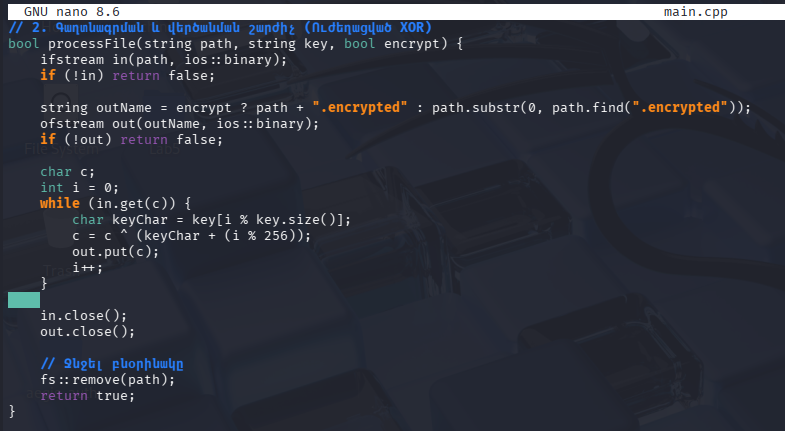 GNU nano 8.6 main.cpp
// 2. Գաղտնագրման և վերծանման շարժիչ (Ուժեղացված XOR)
bool processFile(string path, string key, bool encrypt) {
    ifstream in(path, ios::binary);
    if (!in) return false;

    string outName = encrypt ? path + ".encrypted" : path.substr(0, path.find(".encrypted"));
    ofstream out(outName, ios::binary);
    if (!out) return false;

    char c;
    int i = 0;
    while (in.get(c)) {
        char keyChar = key[i % key.size()];
        c = c ^ (keyChar + (i % 256));
        out.put(c);
        i++;
    }

    in.close();
    out.close();

    // Ջնջել բնօրինակը
    fs::remove(path);
    return true;
}